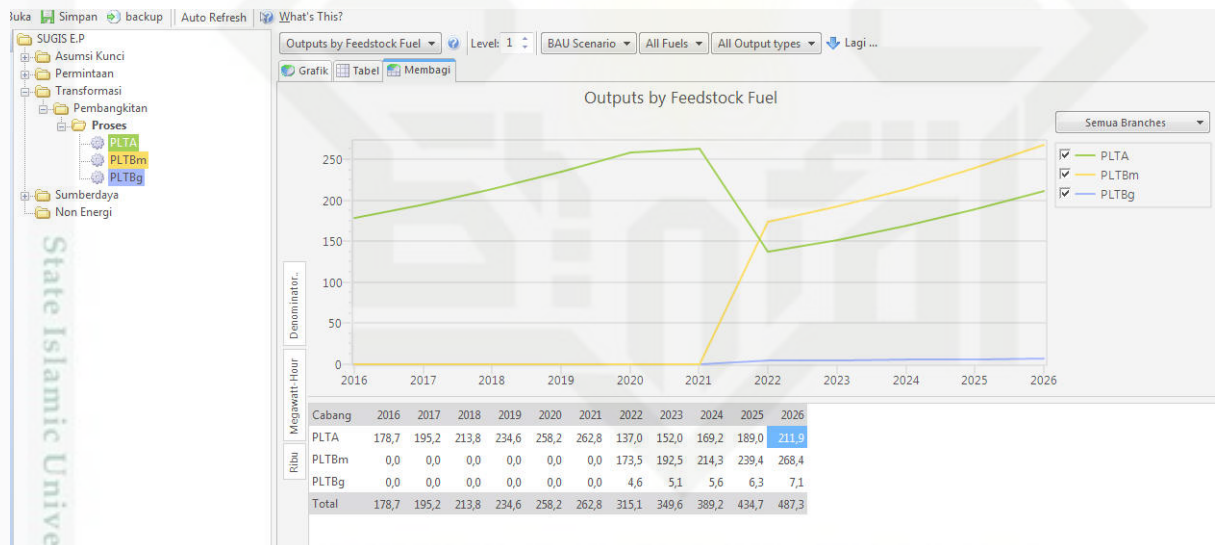 Buka Simpan backup Auto Refresh What's This?
SUGIS E.P
Asumsi Kunci
Permintaan
Transformasi
Pembangkitan
Proses
PLTA
PLTBm
PLTBg
Sumberdaya
Non Energi
State Islamic Unive
Outputs by Feedstock Fuel Level: 1 BAU Scenario All Fuels All Output types Lagi ...
Grafik Tabel Membagi
Outputs by Feedstock Fuel
Semua Branches
PLTA
PLTBm
PLTBg
250
200
150
100
50
0
2016 2017 2018 2019 2020 2021 2022 2023 2024 2025 2026
Denominator..
Megawatt-Hour
Ribu
Cabang 2016 2017 2018 2019 2020 2021 2022 2023 2024 2025 2026
PLTA 178,7 195,2 213,8 234,6 258,2 262,8 137,0 152,0 169,2 189,0 211,9
PLTBm 0,0 0,0 0,0 0,0 0,0 0,0 173,5 192,5 214,3 239,4 268,4
PLTBg 0,0 0,0 0,0 0,0 0,0 0,0 4,6 5,1 5,6 6,3 7,1
Total 178,7 195,2 213,8 234,6 258,2 262,8 315,1 349,6 389,2 434,7 487,3